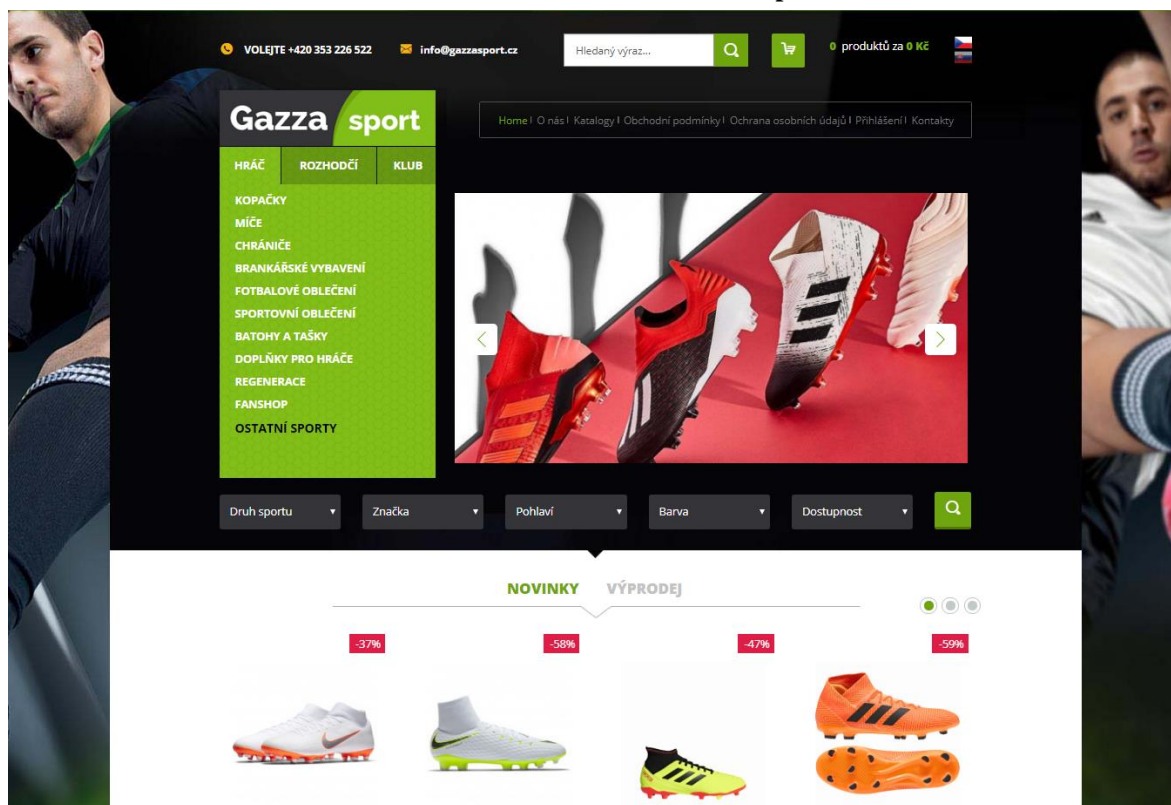 VOLEJTE +420 353 226 522
info@gazzasport.cz
Hledaný výraz...
0 produktů za 0 Kč
Gazza sport
Home | O nás | Katalogy | Obchodní podmínky | Ochrana osobních údajů | Přihlášení | Kontakty
HRÁČ ROZHODČÍ KLUB
KOPAČKY
MÍČE
CHRÁNIČE
BRANKÁŘSKÉ VYBAVENÍ
FOTBALOVÉ OBLEČENÍ
SPORTOVNÍ OBLEČENÍ
BATOHY A TAŠKY
DOPLŇKY PRO HRÁČE
REGENERACE
FANSHOP
OSTATNÍ SPORTY
Druh sportu Značka Pohlaví Barva Dostupnost
NOVINKY VÝPRODEJ
-37% -58% -47% -59%